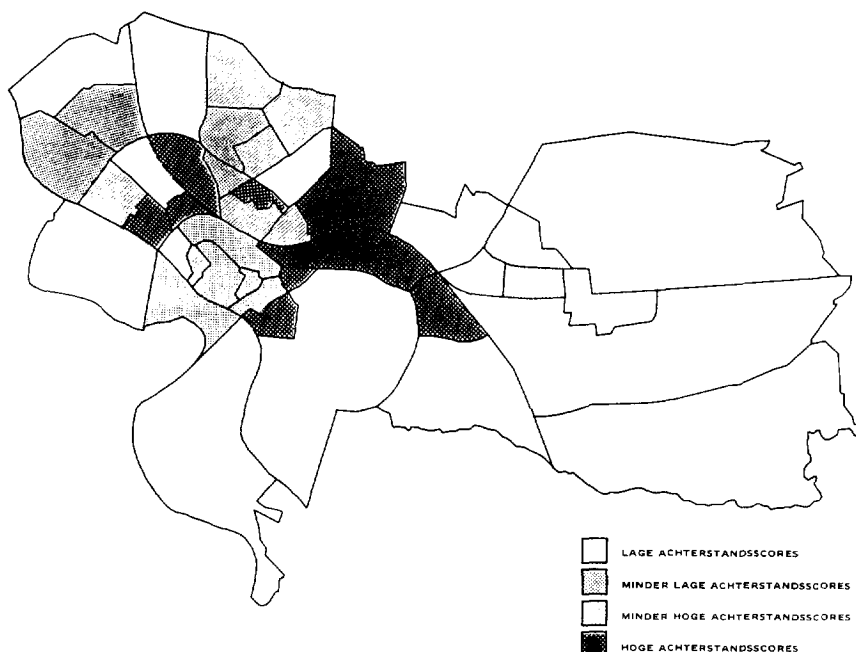 LAGE ACHTERSTANDSSCORES
MINDER LAGE ACHTERSTANDSSCORES
MINDER HOGE ACHTERSTANDSSCORES
HOGE ACHTERSTANDSSCORES